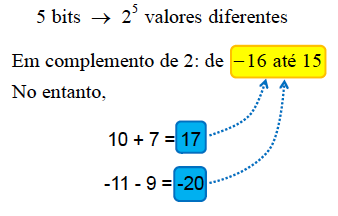 5 bits → 2⁵ valores diferentes
Em complemento de 2: de −16 até 15
No entanto,
10 + 7 = 17
-11 - 9 = -20